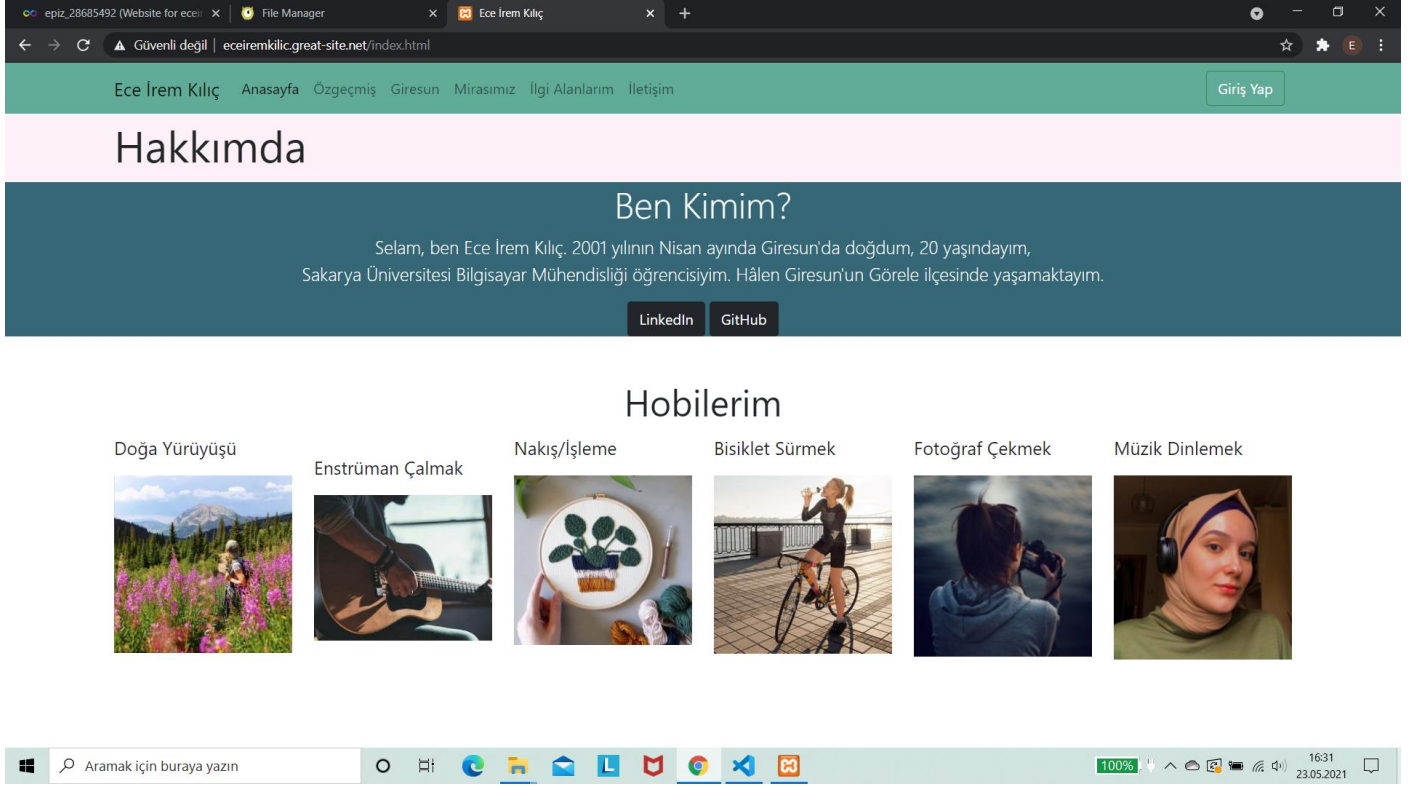 epiz_28685492 (Website for ecei
File Manager
Ece İrem Kılıç
Güvenli değil | eceiremkilic.great-site.net/index.html
E
Ece İrem Kılıç Anasayfa Özgeçmiş Giresun Mirasımız İlgi Alanlarım İletişim Giriş Yap
Hakkımda
Ben Kimim?
Selam, ben Ece İrem Kılıç. 2001 yılının Nisan ayında Giresun'da doğdum, 20 yaşındayım,
Sakarya Üniversitesi Bilgisayar Mühendisliği öğrencisiyim. Hâlen Giresun'un Görele ilçesinde yaşamaktayım.
LinkedIn GitHub
Hobilerim
Doğa Yürüyüşü
Enstrüman Çalmak
Nakış/İşleme
Bisiklet Sürmek
Fotoğraf Çekmek
Müzik Dinlemek
Aramak için buraya yazın
L
100%
16:31
23.05.2021